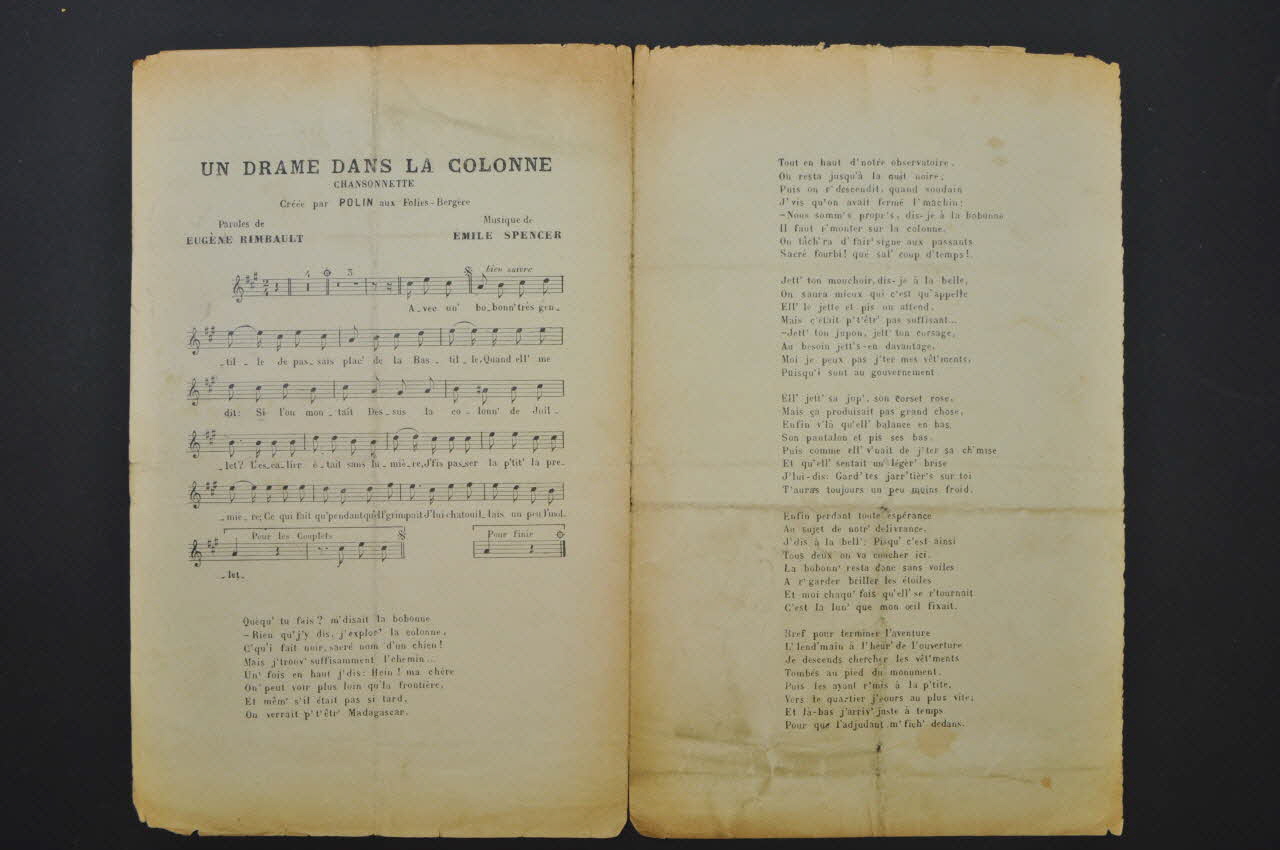 UN DRAME DANS LA COLONNE
CHANSONNETTE
Créée par POLIN aux Folies-Bergère
Paroles de
EUGÈNE RIMBAULT
Musique de
EMILE SPENCER
4 3 bien suivre
A_vec un' bo_bonn' très gen_
_til_le Je pas_sais plac' de la Bas_til_le, Quand ell' me
dit: Si l'on mon_tait Des_sus la co_lonn' de Juil_
_let? L'es_ca_lier é_tait sans lu_miè_re, J'fis pas_ser la p'tit' la pre_
_miè_re; Ce qui fait qu'pendant qu'ell' grimpait J'lui chatouil_lais un peu l'mol_
Pour les Couplets
Pour finir
_let_
Quéqu' tu fais? m'disait la bobonne
-Rien qu'j'y dis, j'explor' la colonne,
C'qu'i fait noir, sacré nom d'un chien!
Mais j'trouv' suffisamment l'chemin...
Un' fois en haut j'dis: Hein! ma chère
On peut voir plus loin qu'la frontière,
Et mêm' s'il était pas si tard,
On verrait p't'êtr' Madagascar.
Tout en haut d'notre observatoire,
On resta jusqu'à la nuit noire;
Puis on r'descendit, quand soudain
J'vis qu'on avait fermé l'machin:
-Nous somm's propr's, dis-je à la bobonne
Il faut r'monter sur la colonne,
On tâch'ra d'fair' signe aux passants
Sacré fourbi! qué sal' coup d'temps!
Jett' ton mouchoir, dis-je à la belle,
On saura mieux qui c'est qu'appelle
Ell' le jette et pis on attend,
Mais c'était p't'êtr' pas suffisant...
-Jett' ton jupon, jett' ton corsage,
Au besoin jett's-en davantage,
Moi je peux pas j'ter mes vêt'ments,
Puisqu'i sont au gouvernement.
Ell' jett' sa jup', son corset rose,
Mais ça produisait pas grand chose,
Enfin v'là qu'ell' balance en bas,
Son pantalon et pis ses bas.
Puis comme ell' v'nait de j'ter sa ch'mise
Et qu'ell' sentait un' légèr' brise
J'lui-dis: Gard' tes jarr'tièr's sur toi
T'auras toujours un peu moins froid.
Enfin perdant toute espérance
Au sujet de notr' délivrance,
J'dis à la bell'; Pisqu' c'est ainsi
Tous deux on va coucher ici.
La bobonn' resta donc sans voiles
A r'garder briller les étoiles
Et moi chaqu' fois qu'ell' se r'tournait
C'est la lun' que mon œil fixait.
Bref pour terminer l'aventure
L'lend'main à l'heur' de l'ouverture
Je descends chercher les vêt'ments
Tombés au pied du monument.
Puis les ayant r'mis à la p'tite,
Vers le quartier j'cours au plus vite;
Et là-bas j'arriv' juste à temps
Pour que l'adjudant m'fich' dedans.